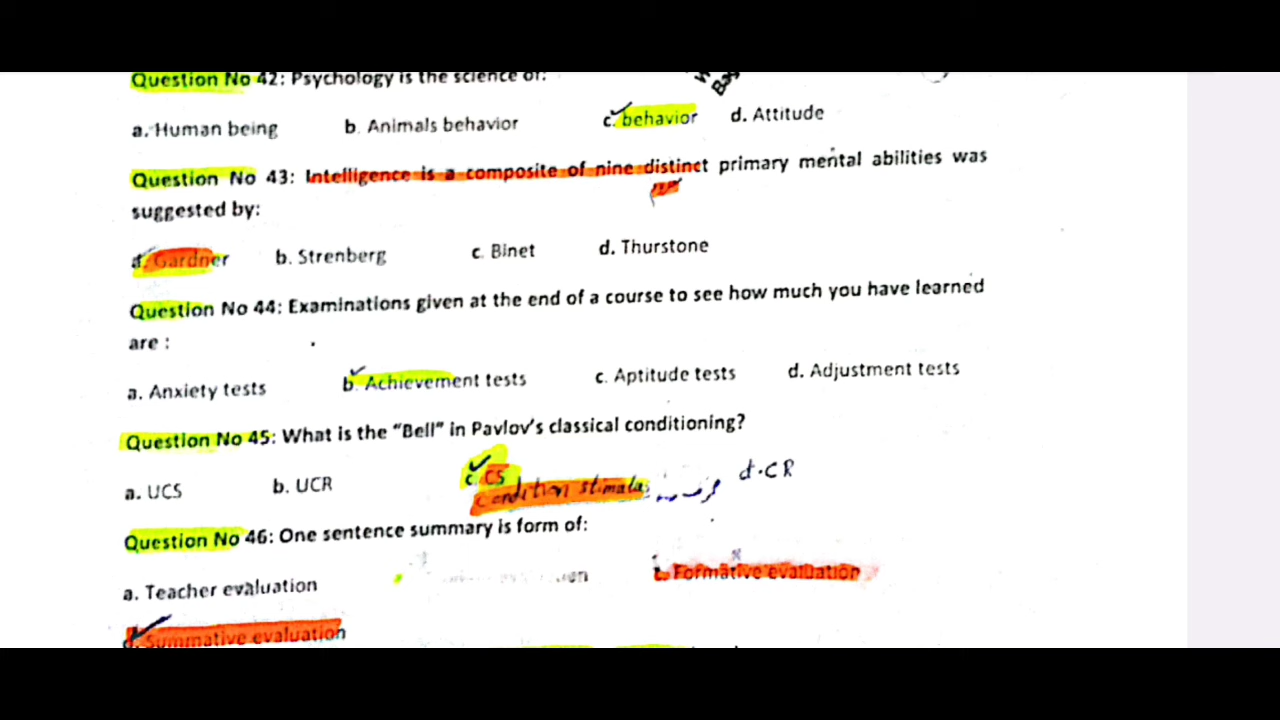 Question No 42: Psychology is the science of:
a. Human being b. Animals behavior c. behavior d. Attitude
Question No 43: Intelligence is a composite of nine distinct primary mental abilities was
suggested by:
a. Gardner b. Strenberg c. Binet d. Thurstone
Question No 44: Examinations given at the end of a course to see how much you have learned
are :
a. Anxiety tests b. Achievement tests c. Aptitude tests d. Adjustment tests
Question No 45: What is the “Bell” in Pavlov’s classical conditioning?
a. UCS b. UCR c. CS d. CR
Condition stimulas
Question No 46: One sentence summary is form of:
a. Teacher evaluation Formative evaluation
d. Summative evaluation